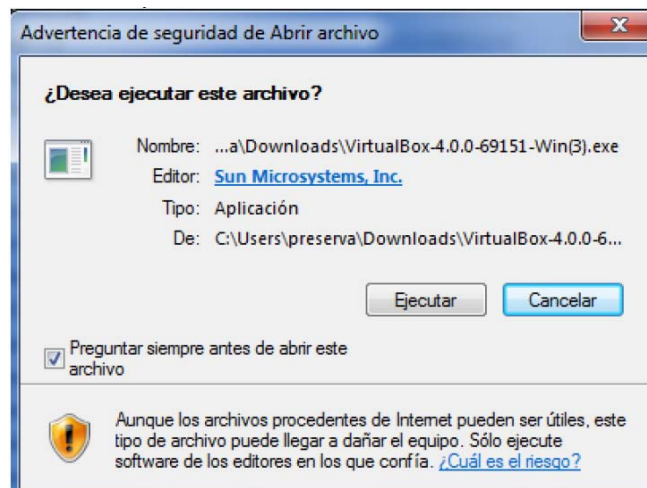 Advertencia de seguridad de Abrir archivo
X
¿Desea ejecutar este archivo?
Nombre: ...a\Downloads\VirtualBox-4.0.0-69151-Win(3).exe
Editor: Sun Microsystems, Inc.
Tipo: Aplicación
De: C:\Users\preserva\Downloads\VirtualBox-4.0.0-6...
Ejecutar Cancelar
Preguntar siempre antes de abrir este
archivo
Aunque los archivos procedentes de Internet pueden ser útiles, este
tipo de archivo puede llegar a dañar el equipo. Sólo ejecute
software de los editores en los que confía. ¿Cuál es el riesgo?